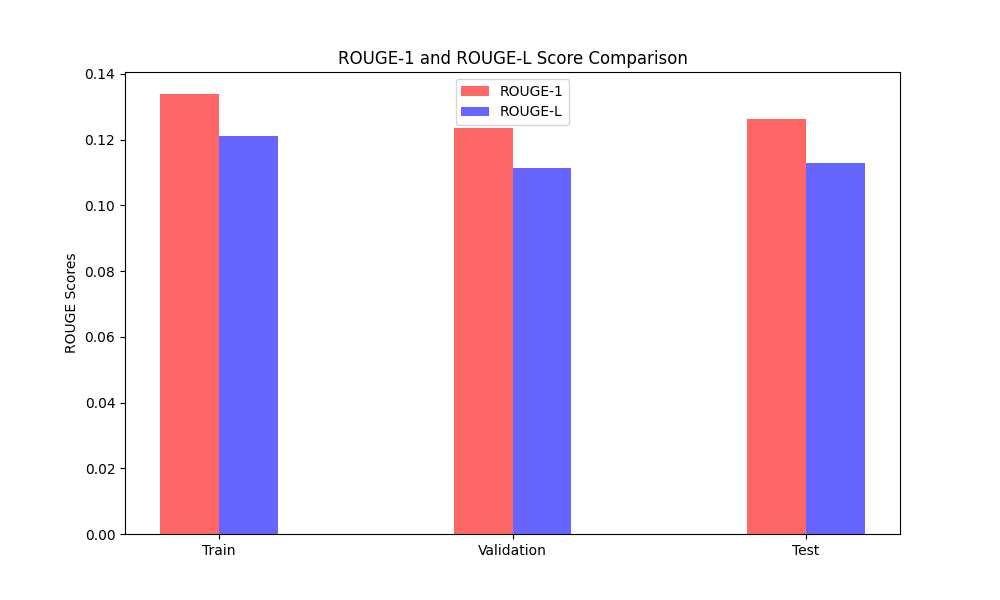 ROUGE-1 and ROUGE-L Score Comparison
ROUGE-1
ROUGE-L
ROUGE Scores
0.14
0.12
0.10
0.08
0.06
0.04
0.02
0.00
Train Validation Test